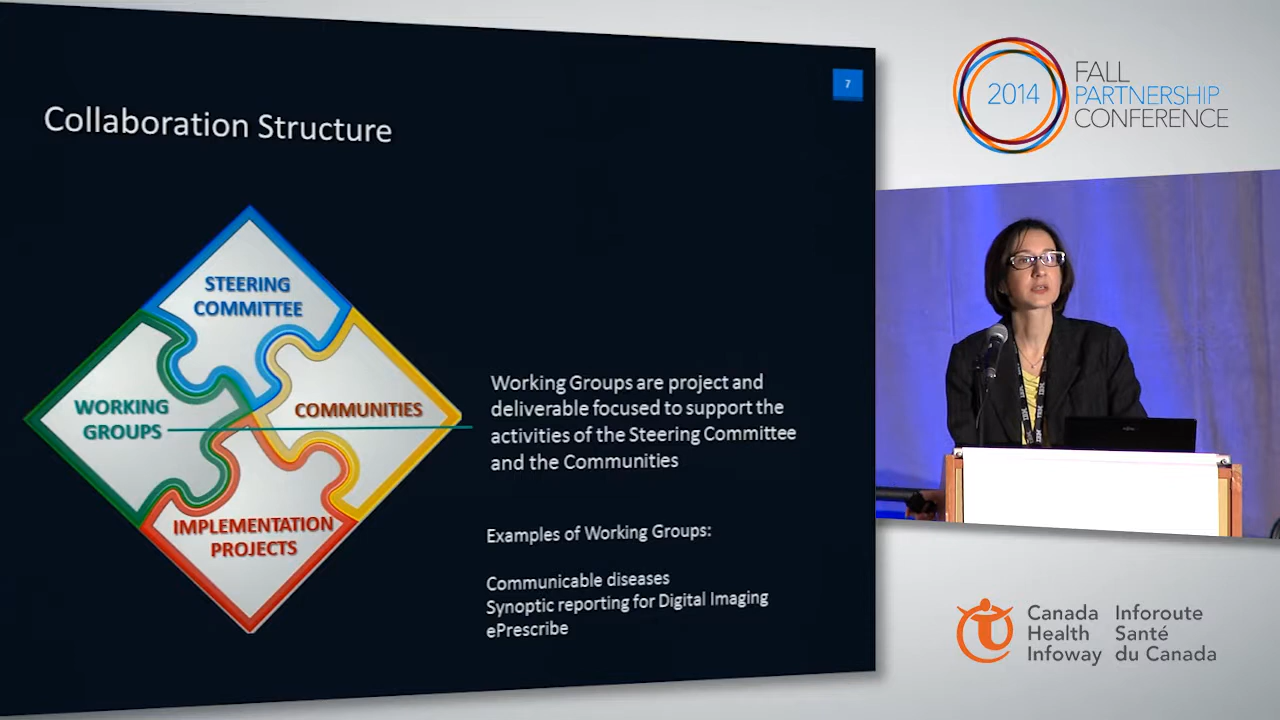 7
Collaboration Structure
STEERING
COMMITTEE
WORKING
GROUPS
COMMUNITIES
IMPLEMENTATION
PROJECTS
Working Groups are project and
deliverable focused to support the
activities of the Steering Committee
and the Communities
Examples of Working Groups:
Communicable diseases
Synoptic reporting for Digital Imaging
ePrescribe
2014
FALL
PARTNERSHIP
CONFERENCE
Canada Inforoute
Health Santé
Infoway du Canada